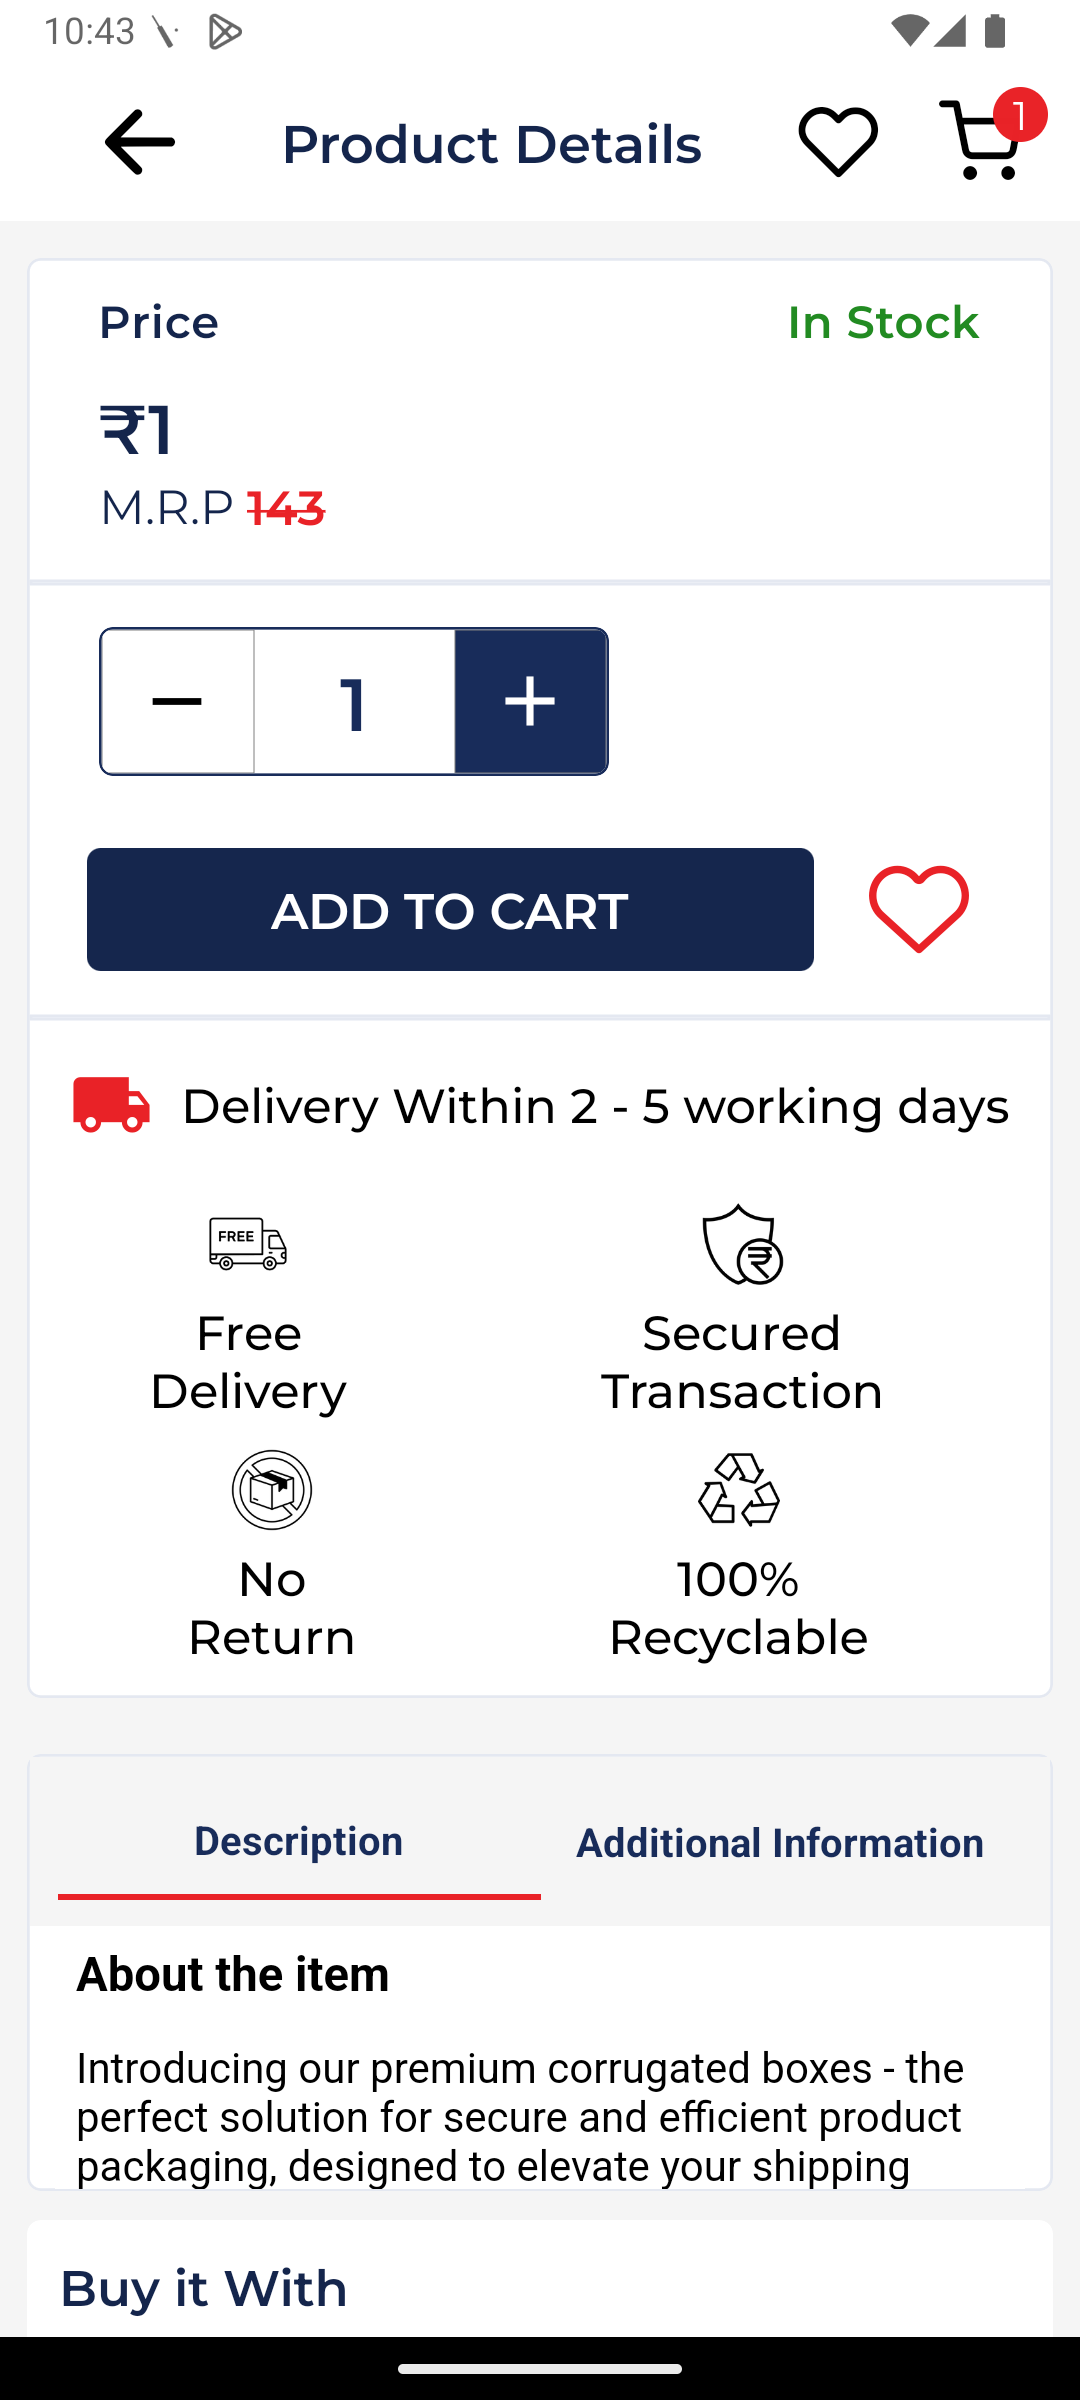 10:43
Product Details
1
Price
In Stock
₹1
M.R.P 143
1
ADD TO CART
Delivery Within 2 - 5 working days
FREE
Free
Delivery
Secured
Transaction
No
Return
100%
Recyclable
Description
Additional Information
About the item
Introducing our premium corrugated boxes - the
perfect solution for secure and efficient product
packaging, designed to elevate your shipping
Buy it With